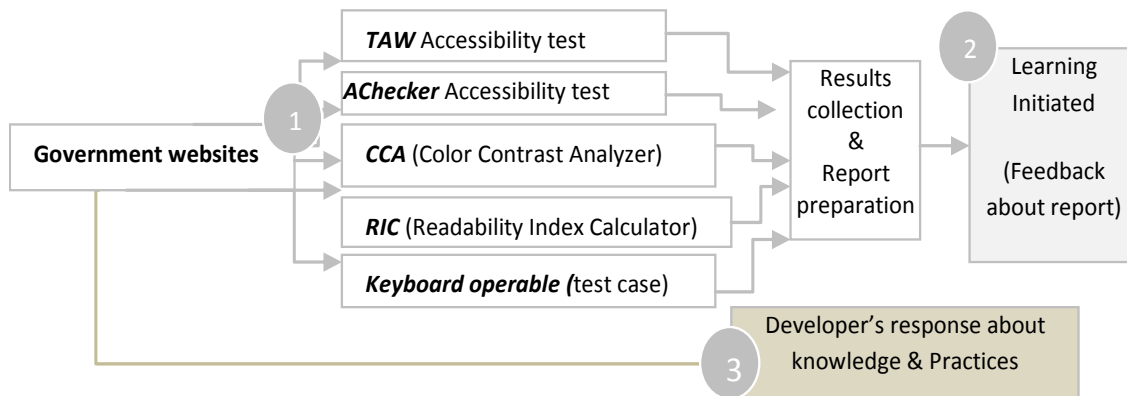 TAW Accessibility test
AChecker Accessibility test
1
Government websites
CCA (Color Contrast Analyzer)
RIC (Readability Index Calculator)
Keyboard operable (test case)
Results
collection
&
Report
preparation
2
Learning
Initiated
(Feedback
about report)
3
Developer’s response about
knowledge & Practices